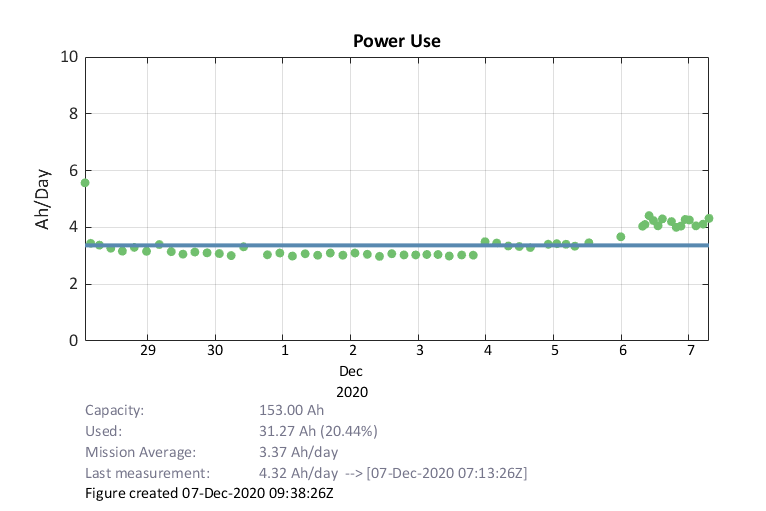 Power Use
Ah/Day
10
8
6
4
2
0
29 30 1 2 3 4 5 6 7
Dec
2020
Capacity: 153.00 Ah
Used: 31.27 Ah (20.44%)
Mission Average: 3.37 Ah/day
Last measurement: 4.32 Ah/day --> [07-Dec-2020 07:13:26Z]
Figure created 07-Dec-2020 09:38:26Z